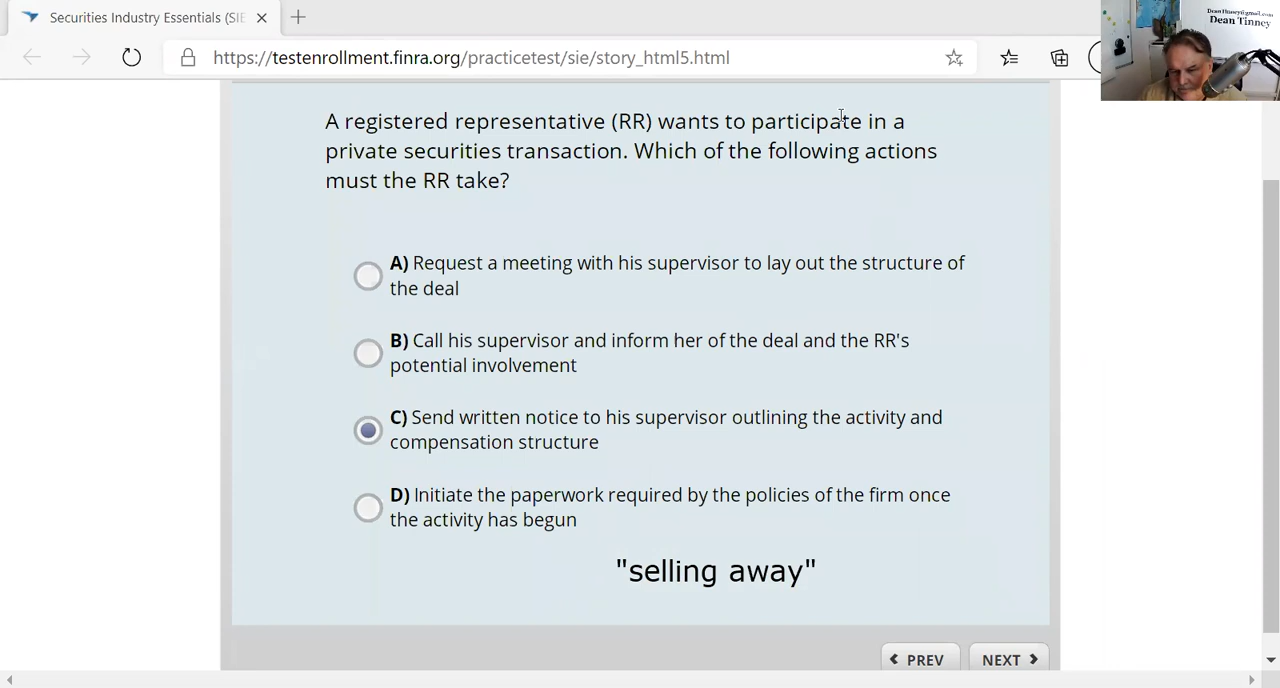 Securities Industry Essentials (SIE
https://testenrollment.finra.org/practicetest/sie/story_html5.html
DeanTinney@gmail.com
Dean Tinney
A registered representative (RR) wants to participate in a
private securities transaction. Which of the following actions
must the RR take?
A) Request a meeting with his supervisor to lay out the structure of
the deal
B) Call his supervisor and inform her of the deal and the RR's
potential involvement
C) Send written notice to his supervisor outlining the activity and
compensation structure
D) Initiate the paperwork required by the policies of the firm once
the activity has begun
"selling away"
PREV
NEXT